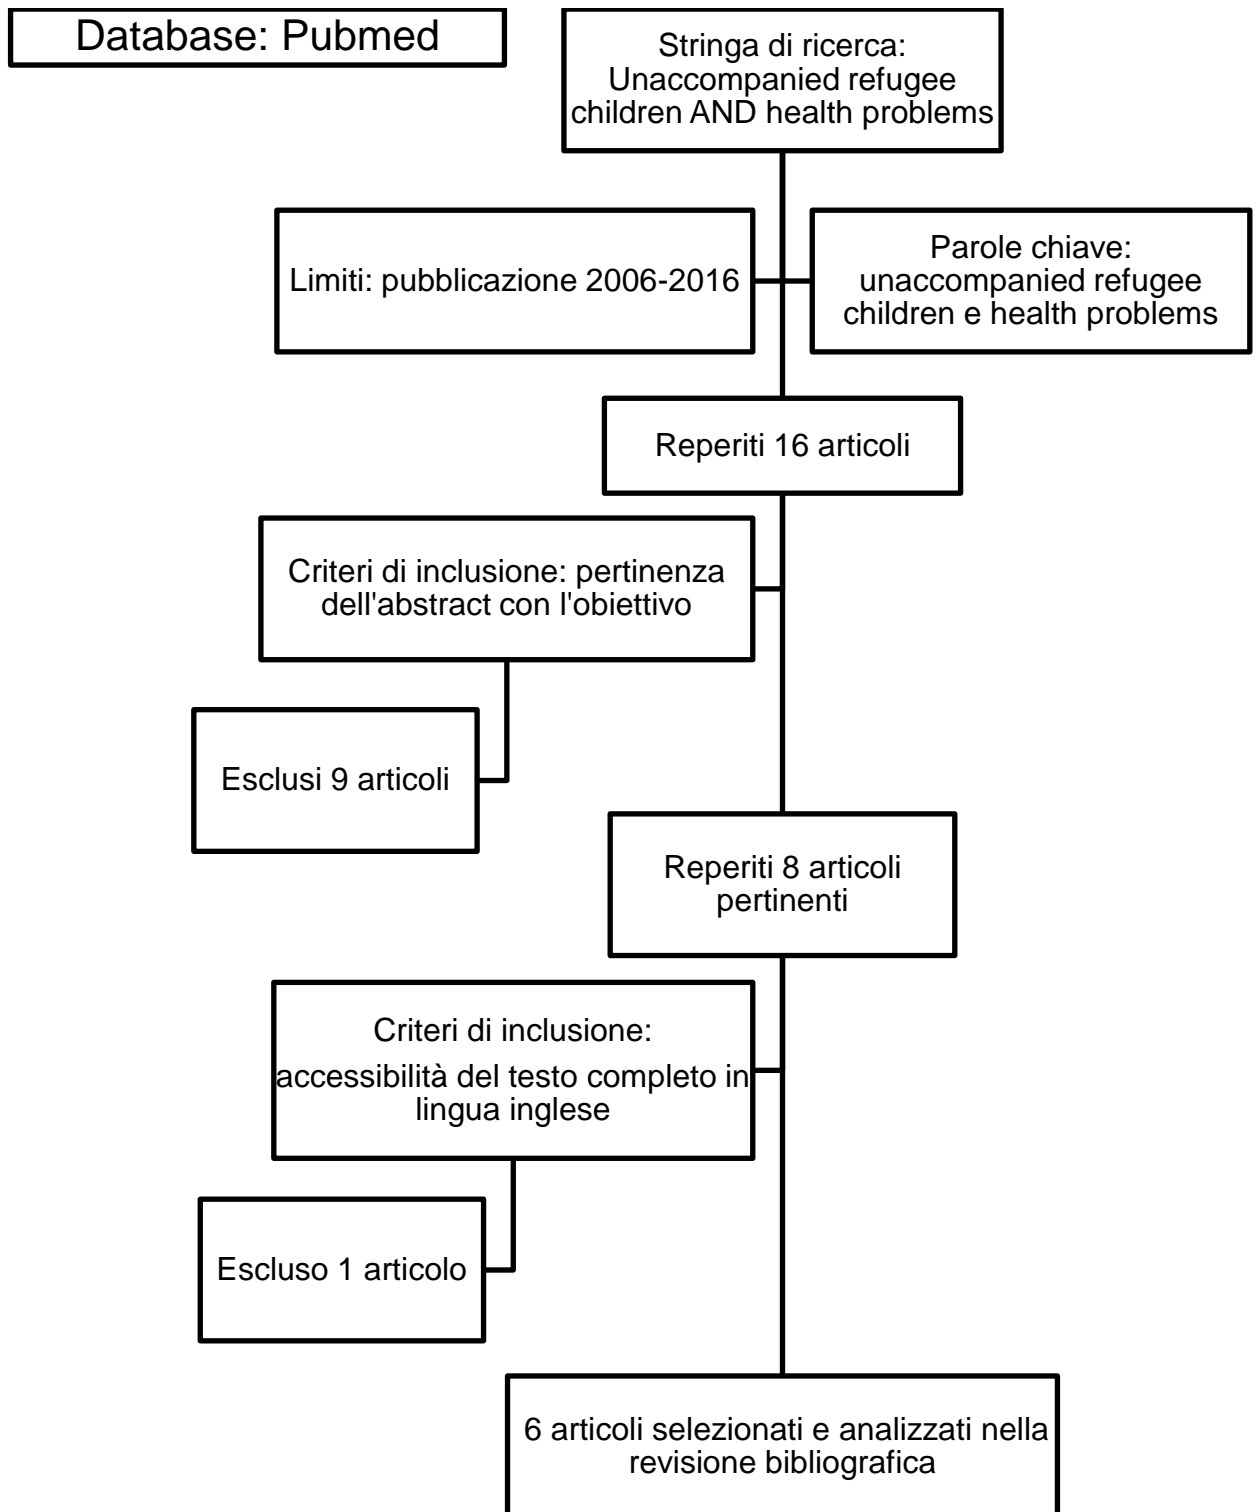 Database: Pubmed
Stringa di ricerca:
Unaccompanied refugee
children AND health problems
Limiti: pubblicazione 2006-2016
Parole chiave:
unaccompanied refugee
children e health problems
Reperiti 16 articoli
Criteri di inclusione: pertinenza
dell'abstract con l'obiettivo
Esclusi 9 articoli
Reperiti 8 articoli
pertinenti
Criteri di inclusione:
accessibilità del testo completo in
lingua inglese
Escluso 1 articolo
6 articoli selezionati e analizzati nella
revisione bibliografica